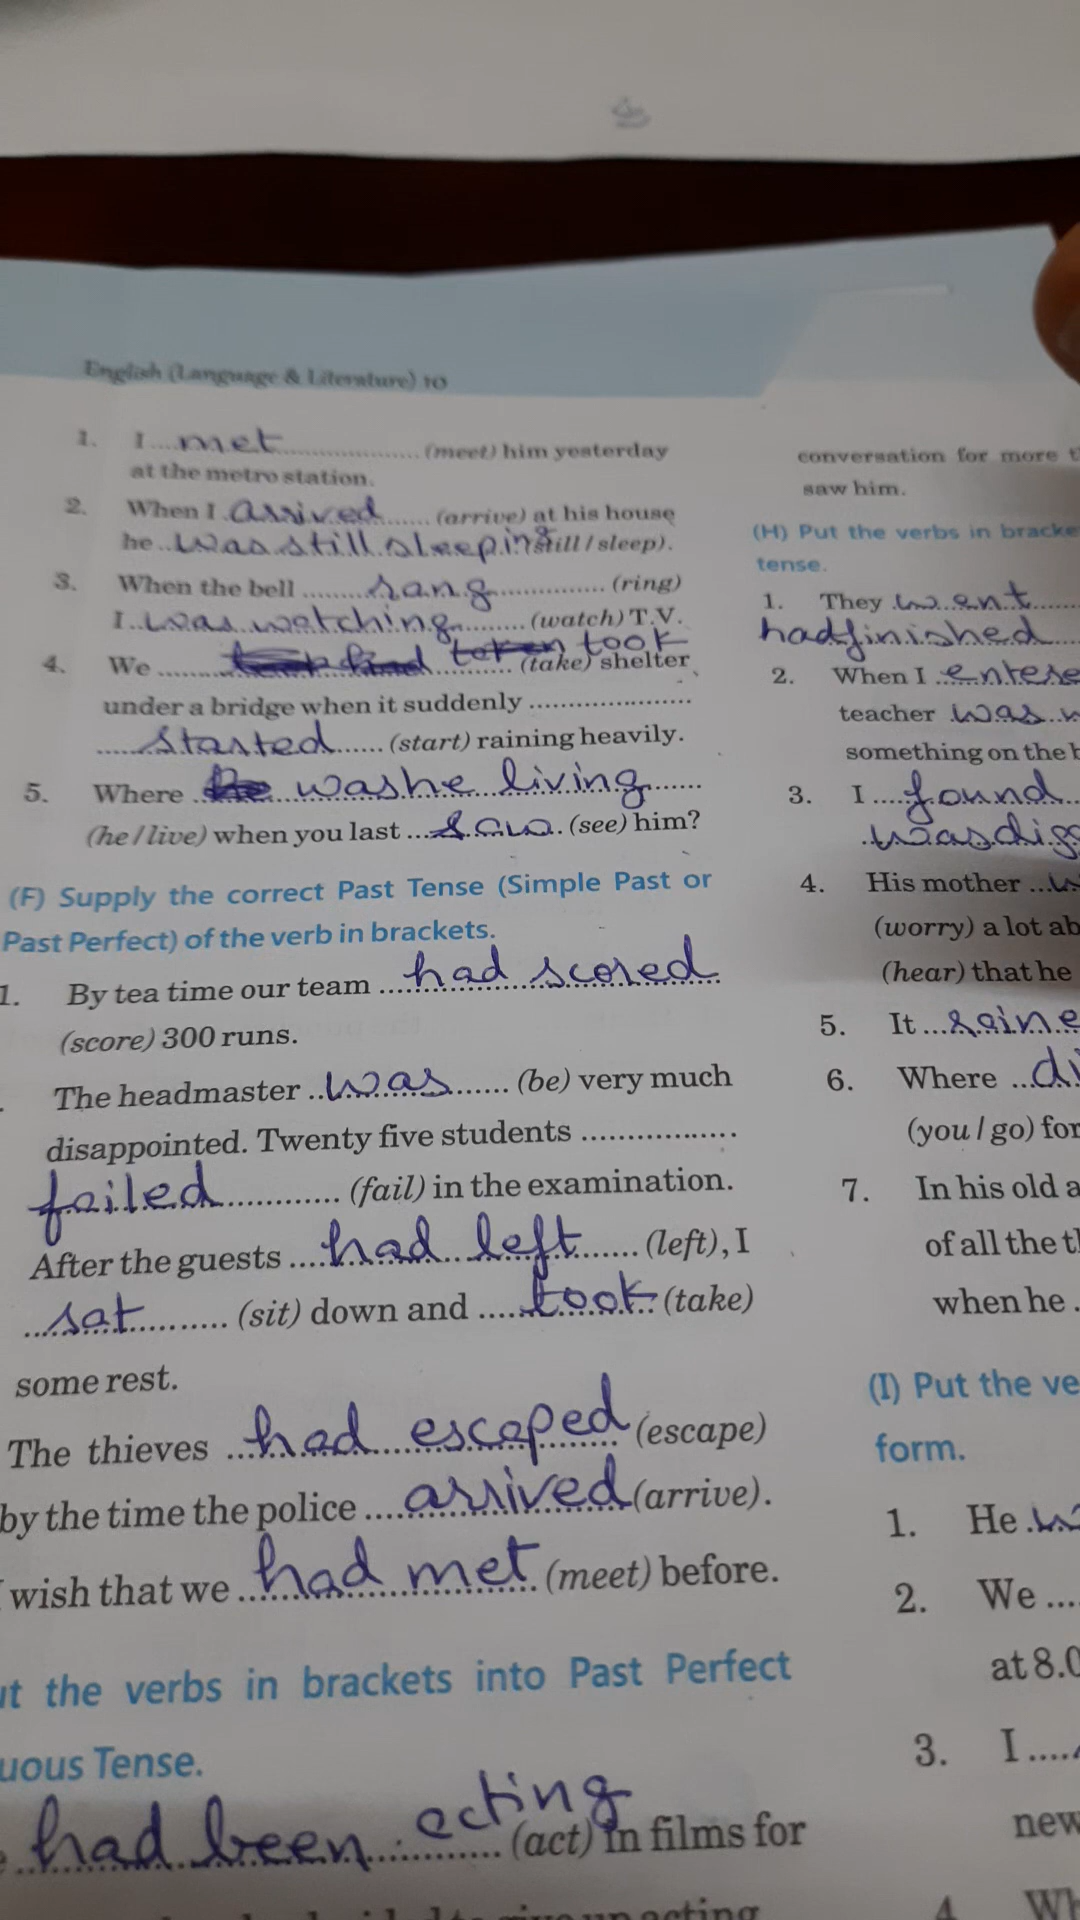 English (Language & Literature) 10
1. I met (meet) him yesterday
at the metro station.
2. When I arrived (arrive) at his house
he was still sleeping (still / sleep).
3. When the bell rang (ring)
I was watching (watch) T.V.
4. We took (take) shelter
under a bridge when it suddenly
started (start) raining heavily.
5. Where was he living
(he / live) when you last saw (see) him?
(F) Supply the correct Past Tense (Simple Past or
Past Perfect) of the verb in brackets.
1. By tea time our team had scored
(score) 300 runs.
The headmaster was (be) very much
disappointed. Twenty five students
failed (fail) in the examination.
After the guests had left (left), I
sat (sit) down and took (take)
some rest.
The thieves had escaped (escape)
by the time the police arrived (arrive).
wish that we had met (meet) before.
the verbs in brackets into Past Perfect
Tense.
had been acting (act) in films for
up acting
conversation for more
saw him.
(H) Put the verbs in
tense.
1. They went
had finished
2. When I
teacher was
something on the
3. I found
was
4. His mother
(worry) a lot
(hear) that he
5. It
6. Where
(you / go) for
7. In his old
of all the
when he
(I) Put the
form.
1. He
2. We
at 8.0
3. I
new
4.